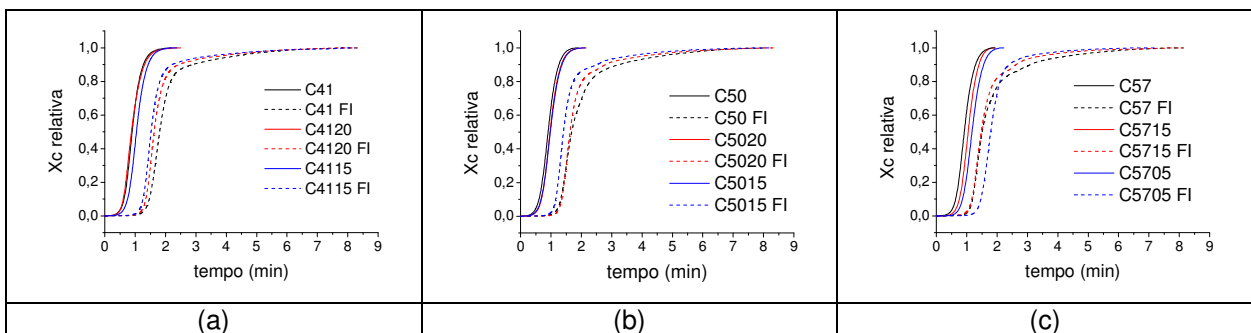 1,0
0,8
0,6
0,4
0,2
0,0
Xc relativa
C41
C41 FI
C4120
C4120 FI
C4115
C4115 FI
0 1 2 3 4 5 6 7 8 9
tempo (min)
(a)
1,0
0,8
0,6
0,4
0,2
0,0
Xc relativa
C50
C50 FI
C5020
C5020 FI
C5015
C5015 FI
0 1 2 3 4 5 6 7 8 9
tempo (min)
(b)
1,0
0,8
0,6
0,4
0,2
0,0
Xc relativa
C57
C57 FI
C5715
C5715 FI
C5705
C5705 FI
0 1 2 3 4 5 6 7 8 9
tempo (min)
(c)